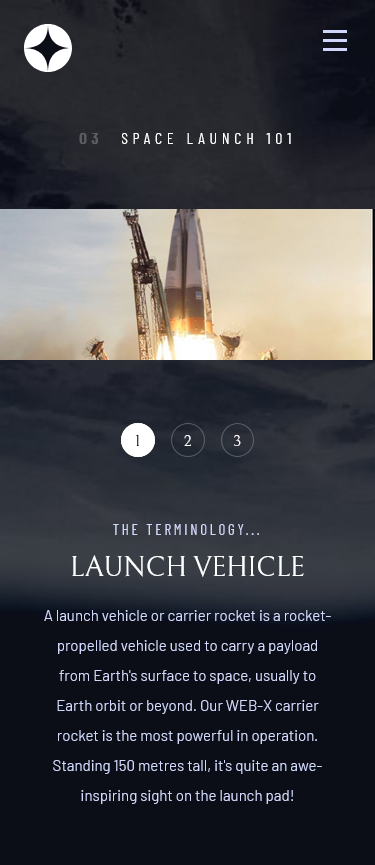 03 SPACE LAUNCH 101
1 2 3
THE TERMINOLOGY...
LAUNCH VEHICLE
A launch vehicle or carrier rocket is a rocket-
propelled vehicle used to carry a payload
from Earth's surface to space, usually to
Earth orbit or beyond. Our WEB-X carrier
rocket is the most powerful in operation.
Standing 150 metres tall, it's quite an awe-
inspiring sight on the launch pad!